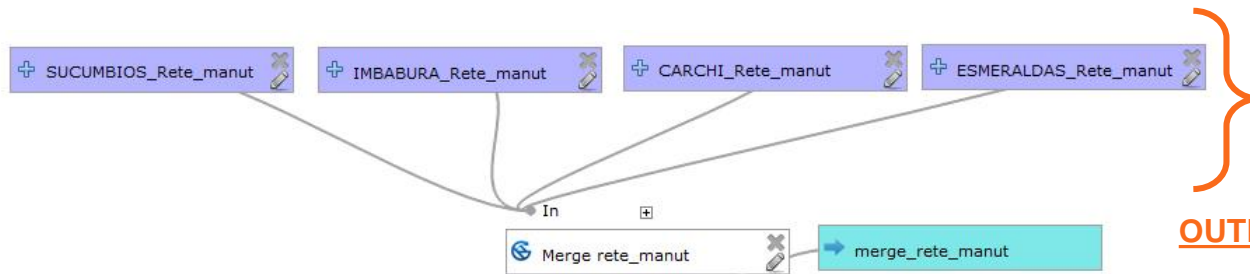 SUCUMBIOS_Rete_manut
IMBABURA_Rete_manut
CARCHI_Rete_manut
ESMERALDAS_Rete_manut
In
Merge rete_manut
merge_rete_manut